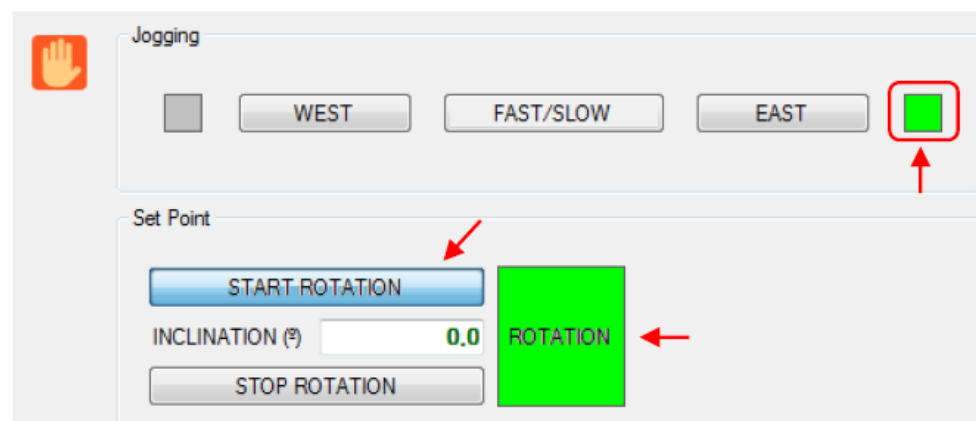 Jogging
WEST FAST/SLOW EAST
Set Point
START ROTATION
INCLINATION (º) 0,0 ROTATION
STOP ROTATION